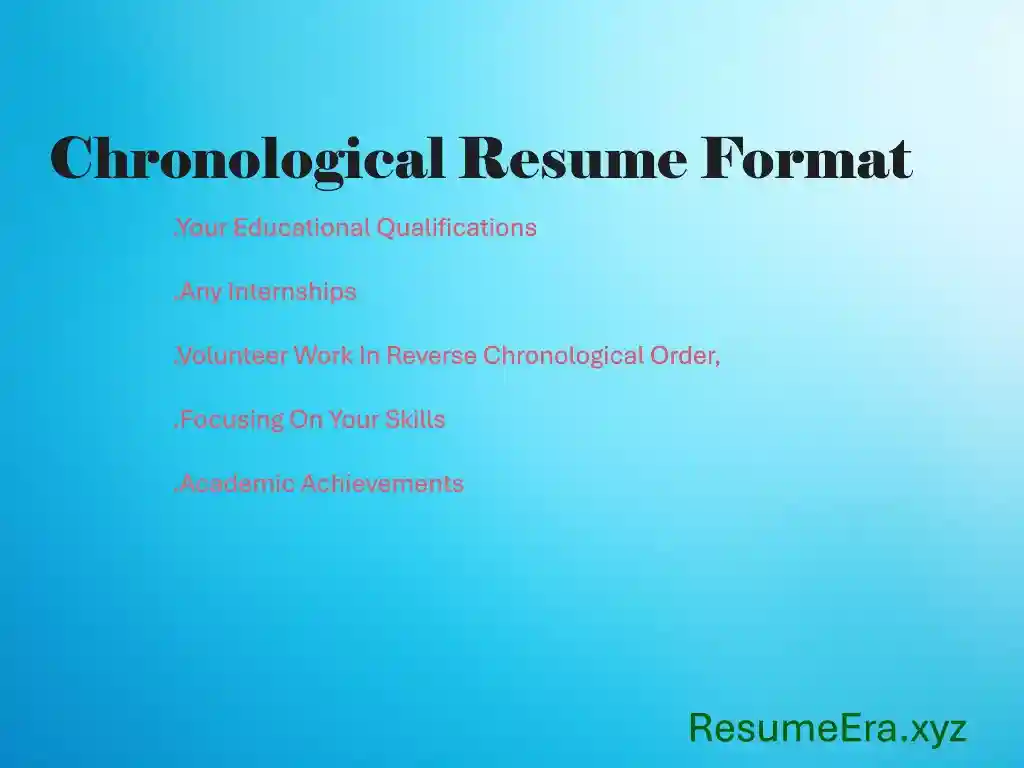 Chronological Resume Format
.Your Educational Qualifications
.Any Internships
.Volunteer Work In Reverse Chronological Order,
.Focusing On Your Skills
.Academic Achievements
ResumeEra.xyz